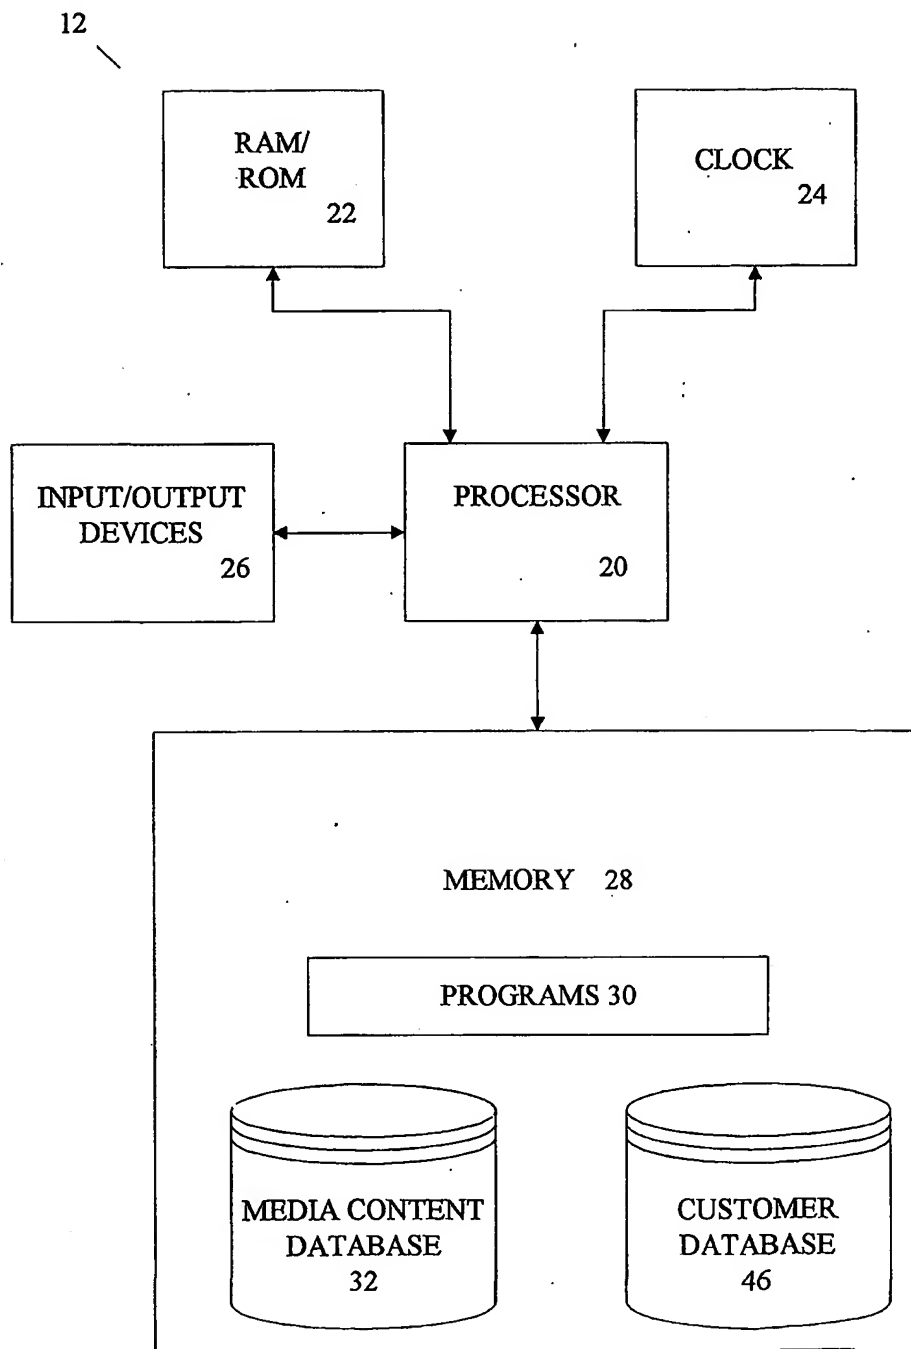 12
RAM/
ROM
22
CLOCK
24
INPUT/OUTPUT
DEVICES
26
PROCESSOR
20
MEMORY 28
PROGRAMS 30
MEDIA CONTENT
DATABASE
32
CUSTOMER
DATABASE
46